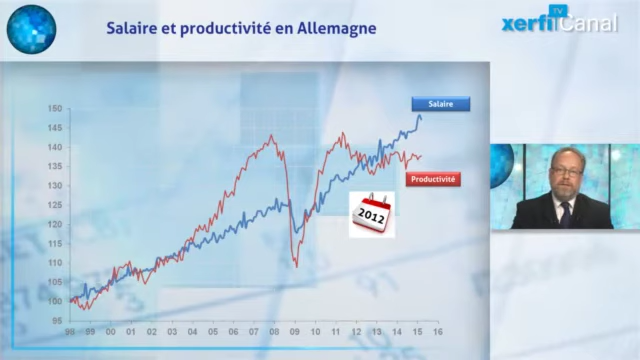 Salaire et productivité en Allemagne
TV
xerfi Canal
150
145
140
135
130
125
120
115
110
105
100
95
Salaire
Productivité
2012
98 99 00 01 02 03 04 05 06 07 08 09 10 11 12 13 14 15 16